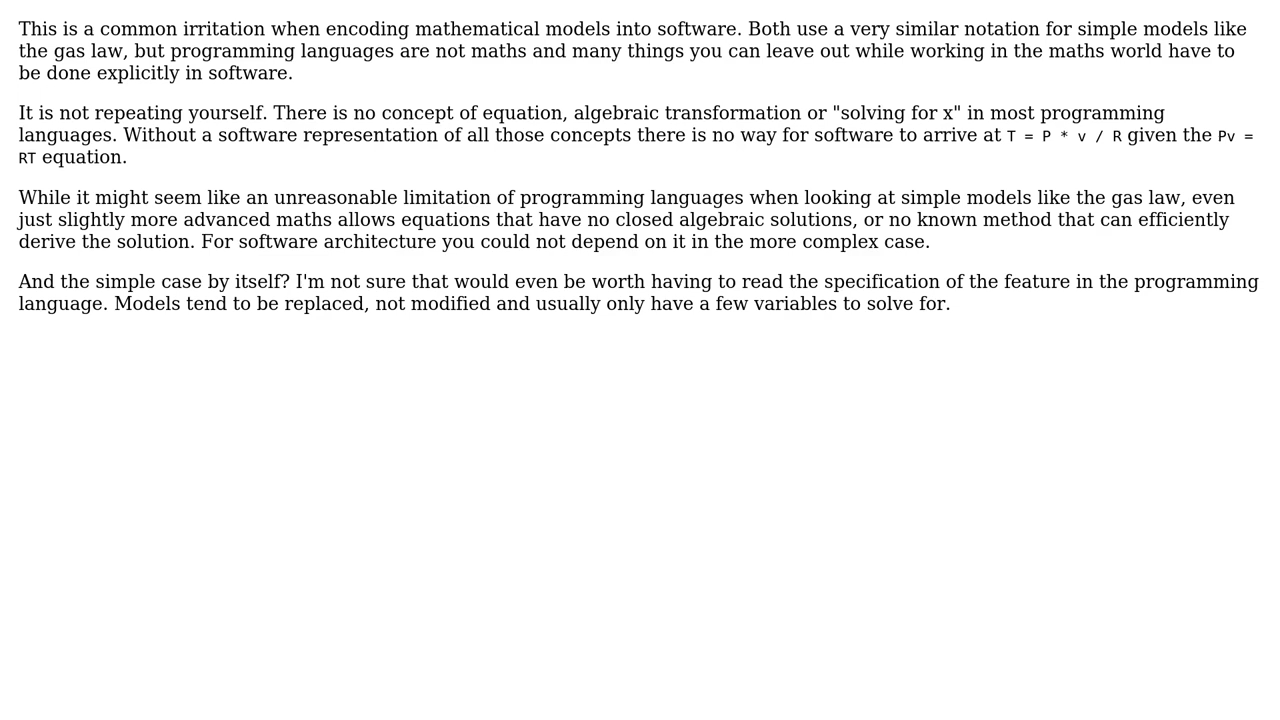 This is a common irritation when encoding mathematical models into software. Both use a very similar notation for simple models like
the gas law, but programming languages are not maths and many things you can leave out while working in the maths world have to
be done explicitly in software.
It is not repeating yourself. There is no concept of equation, algebraic transformation or "solving for x" in most programming
languages. Without a software representation of all those concepts there is no way for software to arrive at T = P * v / R given the Pv =
RT equation.
While it might seem like an unreasonable limitation of programming languages when looking at simple models like the gas law, even
just slightly more advanced maths allows equations that have no closed algebraic solutions, or no known method that can efficiently
derive the solution. For software architecture you could not depend on it in the more complex case.
And the simple case by itself? I'm not sure that would even be worth having to read the specification of the feature in the programming
language. Models tend to be replaced, not modified and usually only have a few variables to solve for.